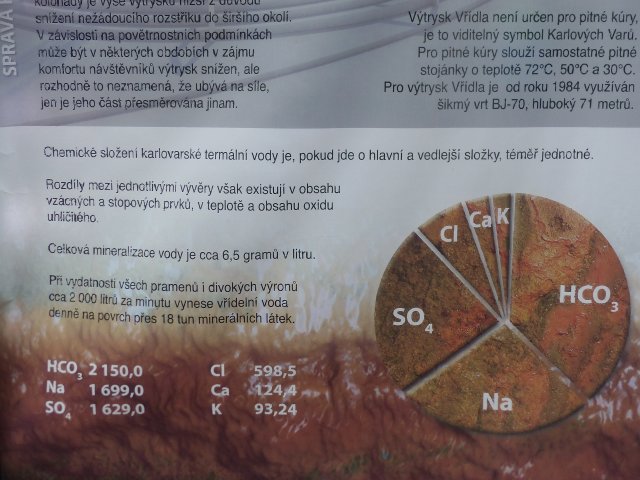 kolonády je výše výtrysku nižší z důvodu
snížení nežádoucího rozstřiku do širšího okolí.
V závislosti na povětrnostních podmínkách
může být v některých obdobích v zájmu
komfortu návštěvníků výtrysk snížen, ale
rozhodně to neznamená, že ubývá na síle,
jen je jeho část přesměrována jinam.
Výtrysk Vřídla není určen pro pitné kúry,
je to viditelný symbol Karlových Varů.
Pro pitné kúry slouží samostatné pitné
stojánky o teplotě 72°C, 50°C a 30°C.
Pro výtrysk Vřídla je od roku 1984 využíván
šikmý vrt BJ-70, hluboký 71 metrů.
SPRÁVA
Chemické složení karlovarské termální vody je, pokud jde o hlavní a vedlejší složky, téměř jednotné.
Rozdíly mezi jednotlivými vývěry však existují v obsahu
vzácných a stopových prvků, v teplotě a obsahu oxidu
uhličitého.
Celková mineralizace vody je cca 6,5 gramů v litru.
Při vydatnosti všech pramenů i divokých výronů
cca 2 000 litrů za minutu vynese vřídelní voda
denně na povrch přes 18 tun minerálních látek.
HCO₃ 2 150,0
Na 1 699,0
SO₄ 1 629,0
Cl 598,5
Ca 124,4
K 93,24
Cl
Ca
K
HCO₃
SO₄
Na